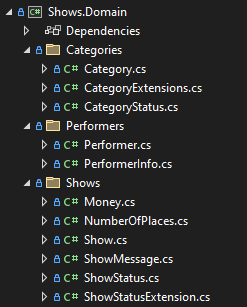 C# Shows.Domain
Dependencies
Categories
C# Category.cs
C# CategoryExtensions.cs
C# CategoryStatus.cs
Performers
C# Performer.cs
C# PerformerInfo.cs
Shows
C# Money.cs
C# NumberOfPlaces.cs
C# Show.cs
C# ShowMessage.cs
C# ShowStatus.cs
C# ShowStatusExtension.cs